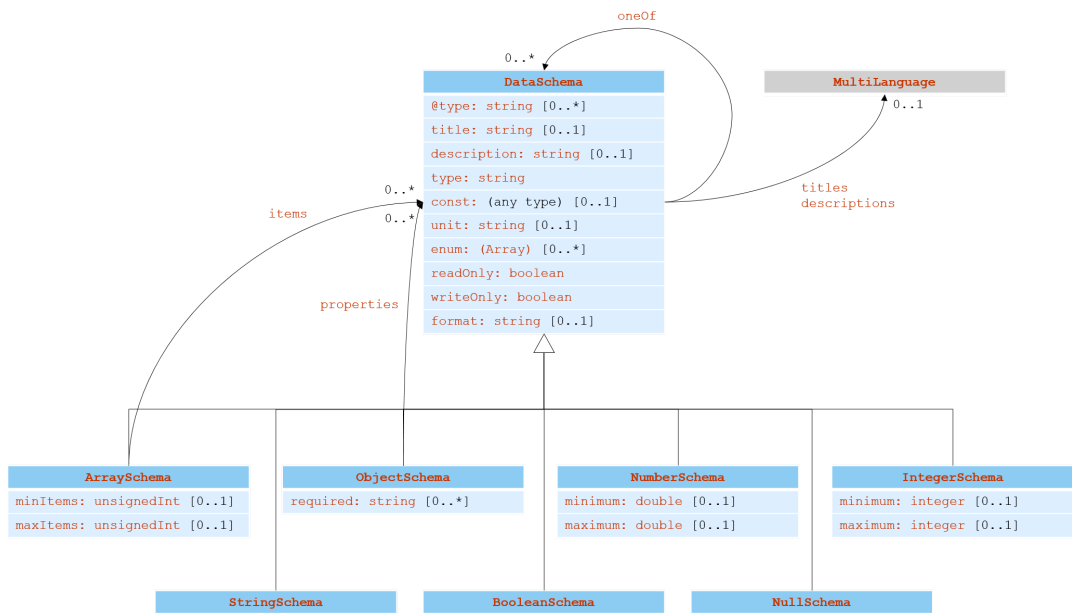 oneOf
0..*
DataSchema
MultiLanguage
@type: string [0..*]
0..1
title: string [0..1]
description: string [0..1]
type: string
0..*
titles
const: (any type) [0..1]
descriptions
items
0..*
unit: string [0..1]
enum: (Array) [0..*]
readOnly: boolean
properties
writeOnly: boolean
format: string [0..1]
ArraySchema
minItems: unsignedInt [0..1]
maxItems: unsignedInt [0..1]
ObjectSchema
required: string [0..*]
NumberSchema
minimum: double [0..1]
maximum: double [0..1]
IntegerSchema
minimum: integer [0..1]
maximum: integer [0..1]
StringSchema
BooleanSchema
NullSchema